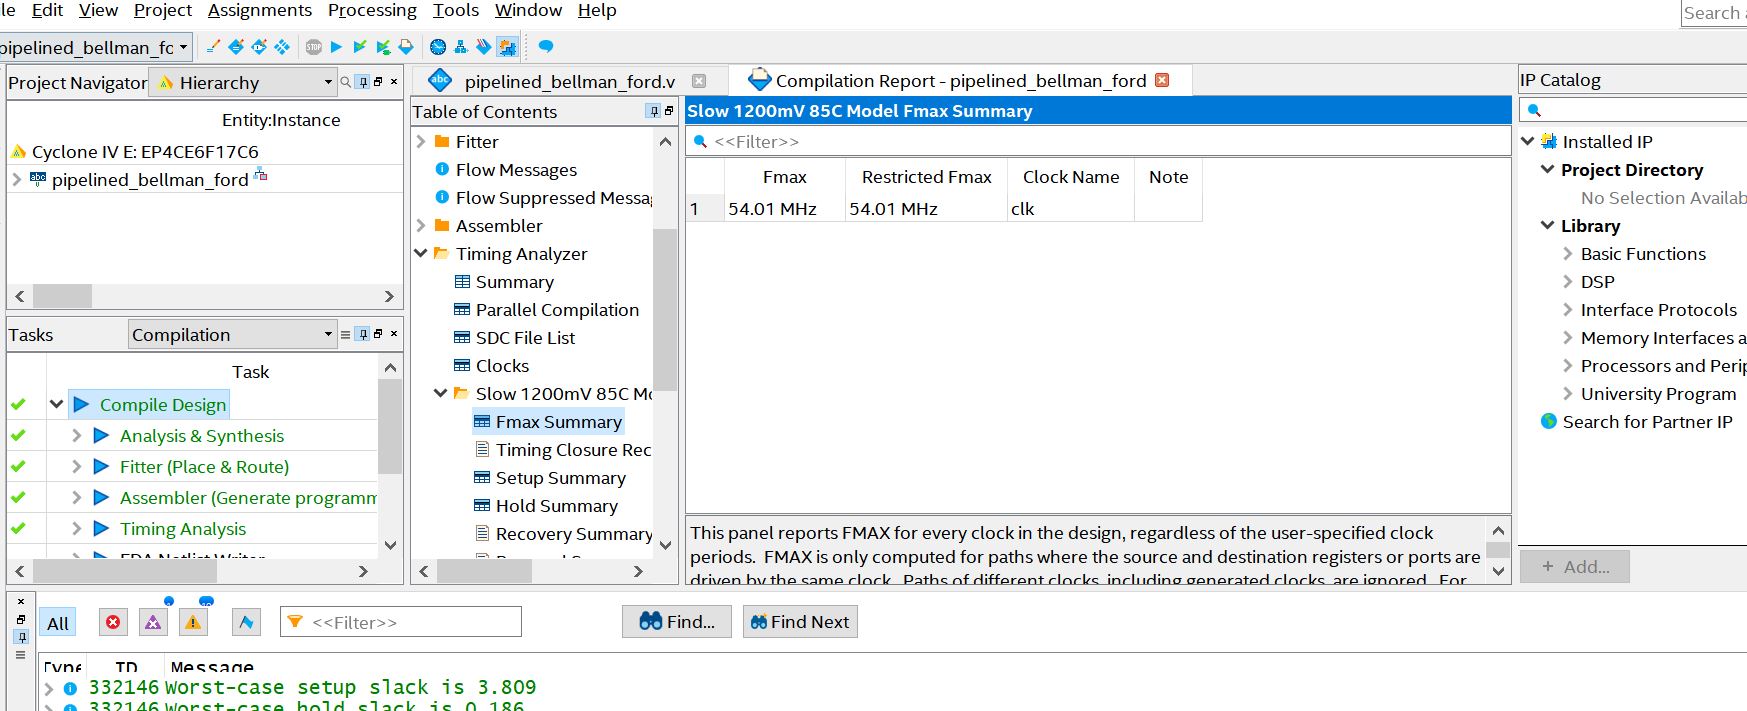 le Edit View Project Assignments Processing Tools Window Help
Search
pipelined_bellman_fc
STOP
Project Navigator Hierarchy
Entity:Instance
Cyclone IV E: EP4CE6F17C6
abc pipelined_bellman_ford
Tasks Compilation
Task
Compile Design
Analysis & Synthesis
Fitter (Place & Route)
Assembler (Generate programm
Timing Analysis
EDA Netlist Writer
abc pipelined_bellman_ford.v
Compilation Report - pipelined_bellman_ford
Table of Contents
Fitter
Flow Messages
Flow Suppressed Messag
Assembler
Timing Analyzer
Summary
Parallel Compilation
SDC File List
Clocks
Slow 1200mV 85C Mo
Fmax Summary
Timing Closure Rec
Setup Summary
Hold Summary
Recovery Summary
Slow 1200mV 85C Model Fmax Summary
<<Filter>>
Fmax Restricted Fmax Clock Name Note
1 54.01 MHz 54.01 MHz clk
This panel reports FMAX for every clock in the design, regardless of the user-specified clock
periods. FMAX is only computed for paths where the source and destination registers or ports are
driven by the same clock. Paths of different clocks, including generated clocks, are ignored. For
IP Catalog
Installed IP
Project Directory
No Selection Availab
Library
Basic Functions
DSP
Interface Protocols
Memory Interfaces a
Processors and Perip
University Program
Search for Partner IP
+ Add...
All
<<Filter>>
Find...
Find Next
Type ID Message
332146 Worst-case setup slack is 3.809
332146 Worst-case hold slack is 0.186